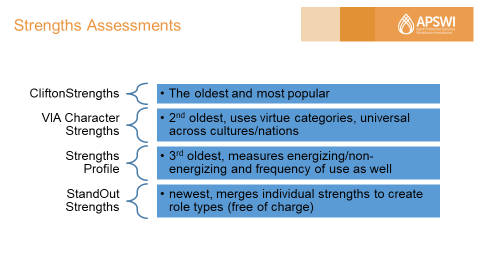 Strengths Assessments
APSWI
CliftonStrengths
• The oldest and most popular
VIA Character
Strengths
• 2nd oldest, uses virtue categories, universal
across cultures/nations
Strengths
Profile
• 3rd oldest, measures energizing/non-
energizing and frequency of use as well
StandOut
Strengths
• newest, merges individual strengths to create
role types (free of charge)